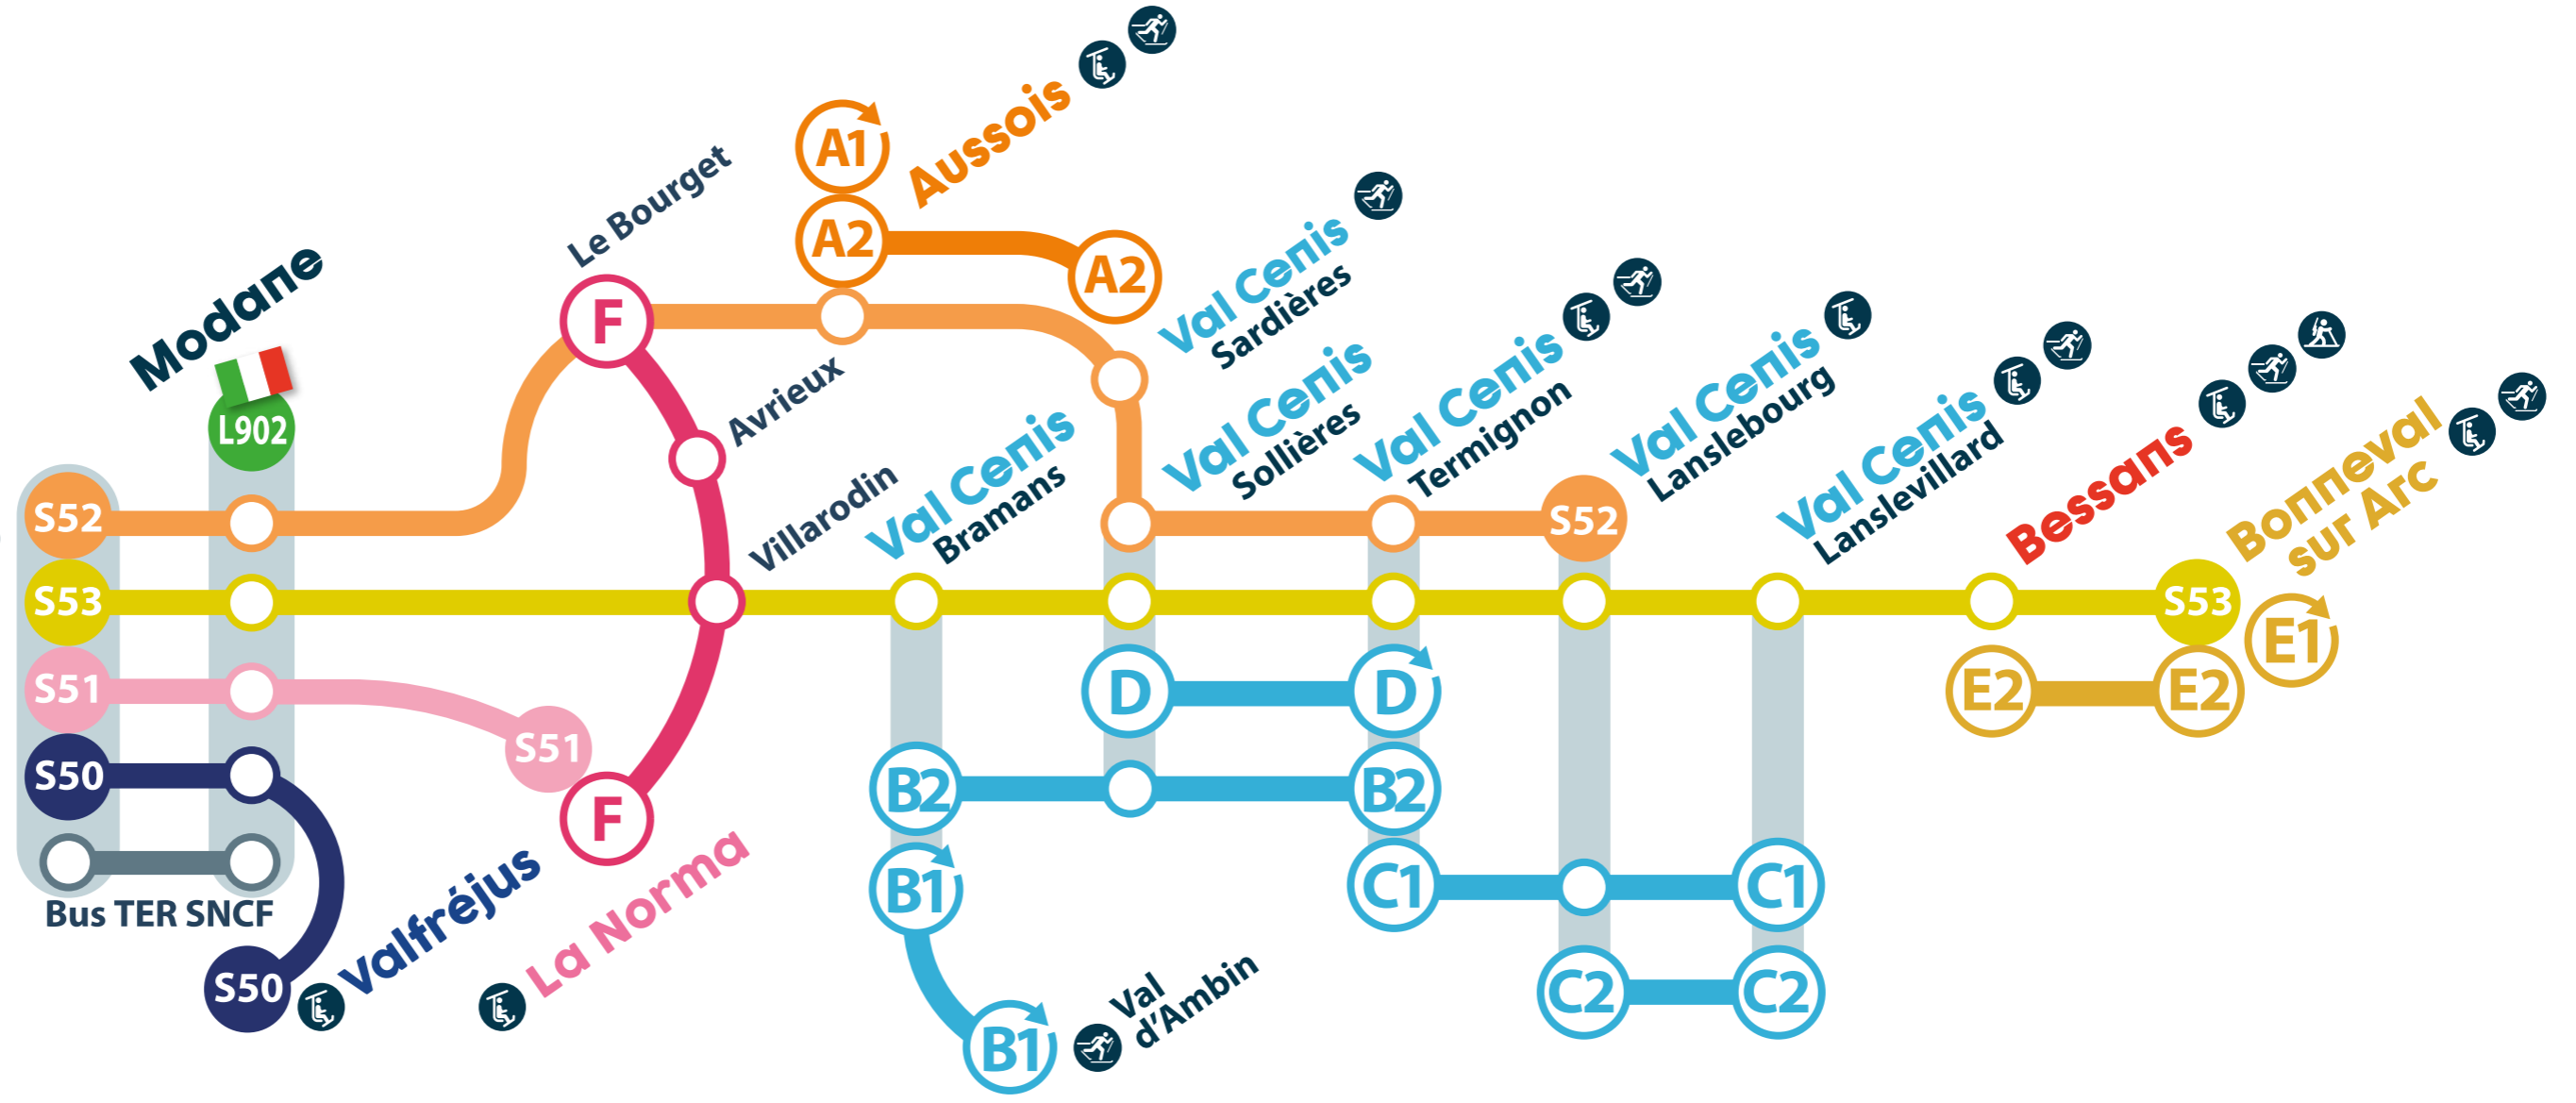 A1
Aussois
A2
A2
Le Bourget
F
Modane
L902
Avrieux
Villarodin
Val Cenis
Sardières
Val Cenis
Bramans
Val Cenis
Sollières
Val Cenis
Termignon
Val Cenis
Lanslebourg
Val Cenis
Lanslevillard
Bessans
Bonneval
sur Arc
S52
S52
S53
S53
E1
S51
S51
D
D
E2
E2
S50
B2
B2
F
Bus TER SNCF
B1
C1
C1
S50
Valfréjus
La Norma
C2
C2
B1
Val
d'Ambin